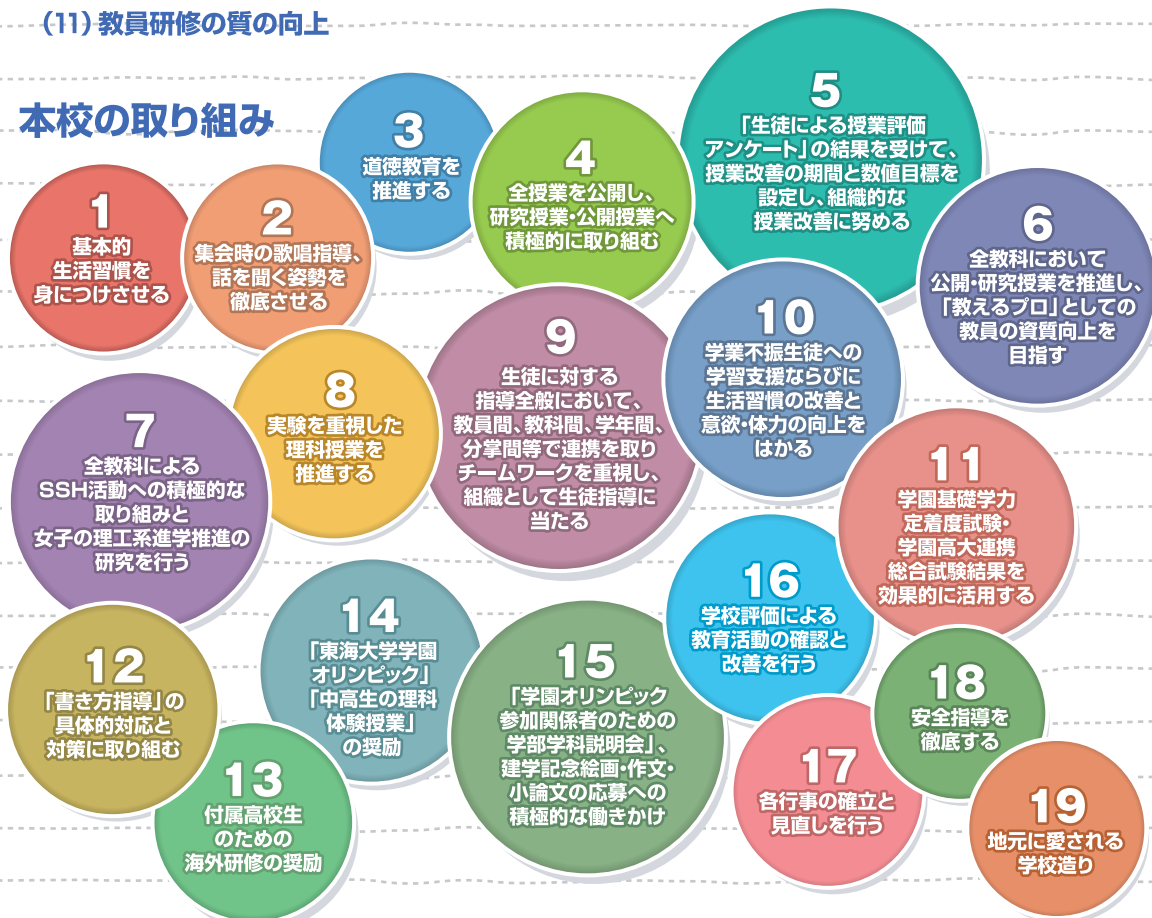 （11）教員研修の質の向上
本校の取り組み
1
基本的
生活習慣を
身につけさせる
2
集会時の歌唱指導、
話を聞く姿勢を
徹底させる
3
道徳教育を
推進する
4
全授業を公開し、
研究授業・公開授業へ
積極的に取り組む
5
「生徒による授業評価
アンケート」の結果を受けて、
授業改善の期間と数値目標を
設定し、組織的な
授業改善に努める
6
全教科において
公開・研究授業を推進し、
「教えるプロ」としての
教員の資質向上を
目指す
7
全教科による
SSH活動への積極的な
取り組みと
女子の理工系進学推進の
研究を行う
8
実験を重視した
理科授業を
推進する
9
生徒に対する
指導全般において、
教員間、教科間、学年間、
分掌間等で連携を取り
チームワークを重視し、
組織として生徒指導に
当たる
10
学業不振生徒への
学習支援ならびに
生活習慣の改善と
意欲・体力の向上を
はかる
11
学園基礎学力
定着度試験・
学園高大連携
総合試験結果を
効果的に活用する
12
「書き方指導」の
具体的対応と
対策に取り組む
13
付属高校生
のための
海外研修の奨励
14
「東海大学学園
オリンピック」
「中高生の理科
体験授業」
の奨励
15
「学園オリンピック
参加関係者のための
学部学科説明会」、
建学記念絵画・作文・
小論文の応募への
積極的な働きかけ
16
学校評価による
教育活動の確認と
改善を行う
17
各行事の確立と
見直しを行う
18
安全指導を
徹底する
19
地元に愛される
学校造り